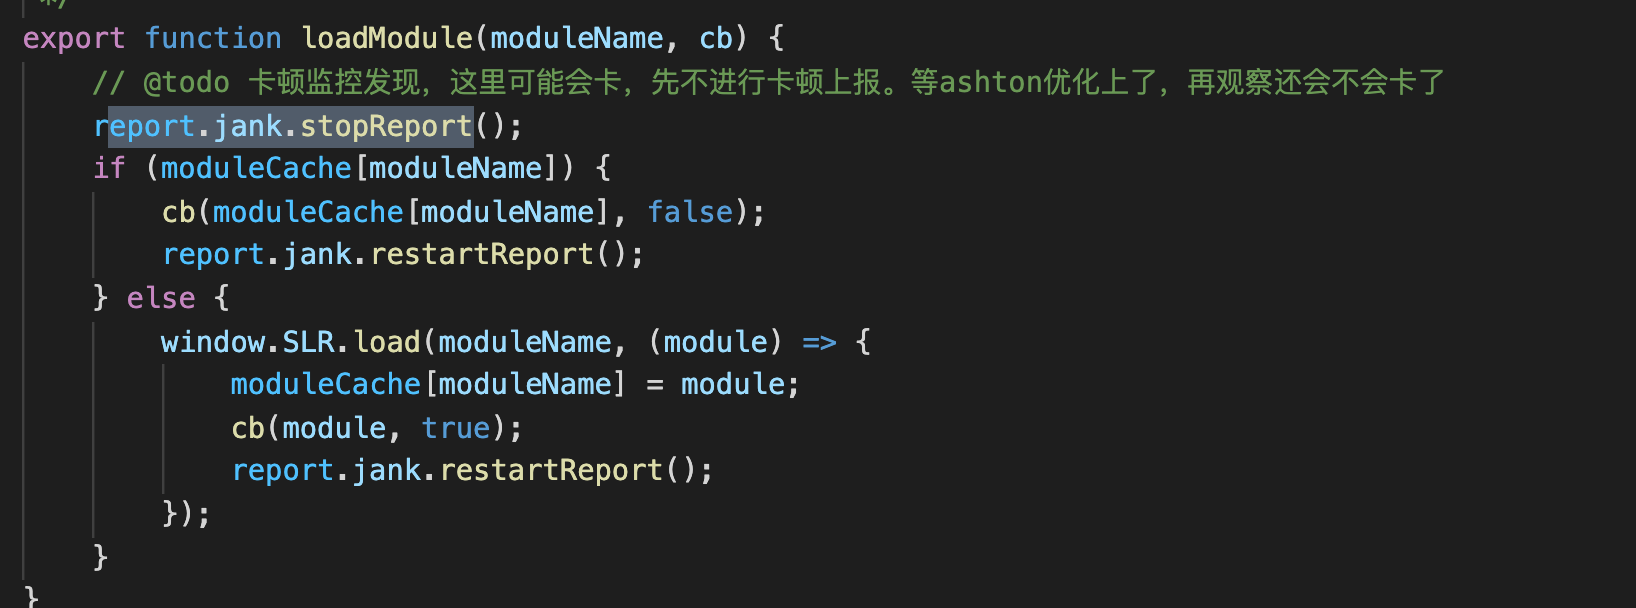 */
export function loadModule(moduleName, cb) {
// @todo 卡顿监控发现，这里可能会卡，先不进行卡顿上报。等ashton优化上了，再观察还会不会卡了
report.jank.stopReport();
if (moduleCache[moduleName]) {
cb(moduleCache[moduleName], false);
report.jank.restartReport();
} else {
window.SLR.load(moduleName, (module) => {
moduleCache[moduleName] = module;
cb(module, true);
report.jank.restartReport();
});
}
}